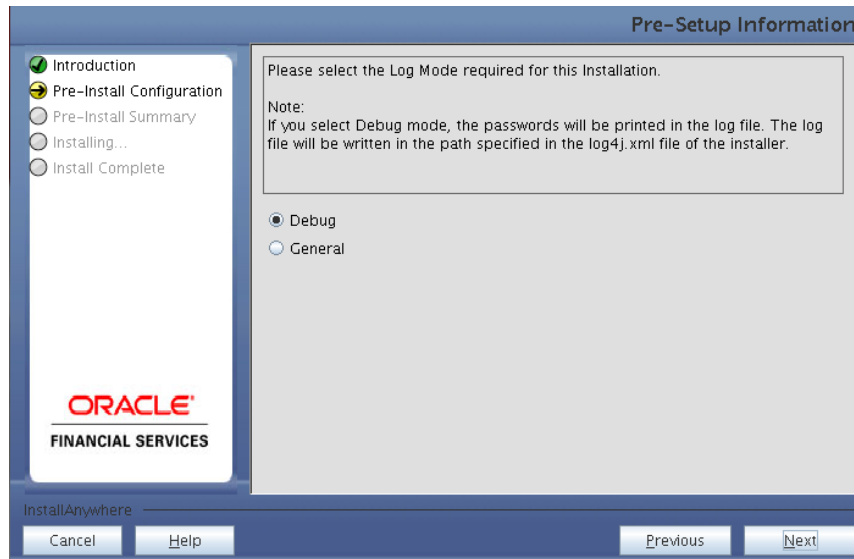 Pre-Setup Information
Introduction
Pre-Install Configuration
Pre-Install Summary
Installing...
Install Complete
Please select the Log Mode required for this Installation.
Note:
If you select Debug mode, the passwords will be printed in the log file. The log
file will be written in the path specified in the log4j.xml file of the installer.
Debug
General
ORACLE
FINANCIAL SERVICES
InstallAnywhere
Cancel
Help
Previous
Next